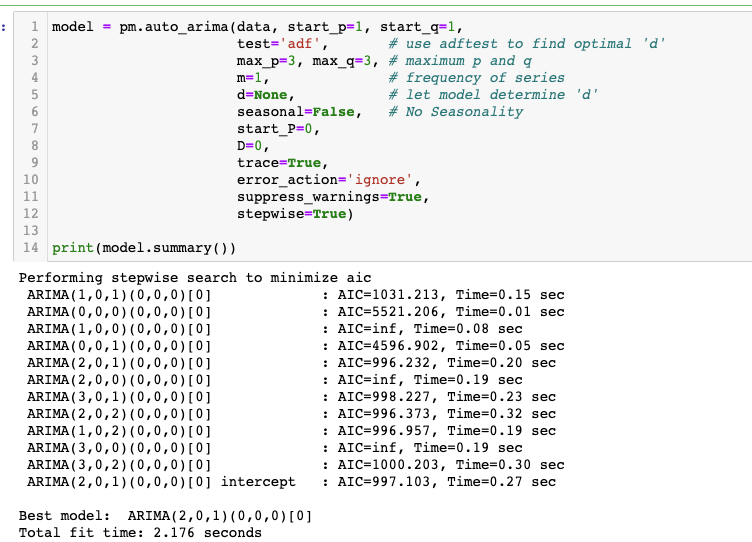 1 model = pm.auto_arima(data, start_p=1, start_q=1,
2 test='adf', # use adftest to find optimal 'd'
3 max_p=3, max_q=3, # maximum p and q
4 m=1, # frequency of series
5 d=None, # let model determine 'd'
6 seasonal=False, # No Seasonality
7 start_P=0,
8 D=0,
9 trace=True,
10 error_action='ignore',
11 suppress_warnings=True,
12 stepwise=True)
13
14 print(model.summary())
Performing stepwise search to minimize aic
ARIMA(1,0,1)(0,0,0)[0] : AIC=1031.213, Time=0.15 sec
ARIMA(0,0,0)(0,0,0)[0] : AIC=5521.206, Time=0.01 sec
ARIMA(1,0,0)(0,0,0)[0] : AIC=inf, Time=0.08 sec
ARIMA(0,0,1)(0,0,0)[0] : AIC=4596.902, Time=0.05 sec
ARIMA(2,0,1)(0,0,0)[0] : AIC=996.232, Time=0.20 sec
ARIMA(2,0,0)(0,0,0)[0] : AIC=inf, Time=0.19 sec
ARIMA(3,0,1)(0,0,0)[0] : AIC=998.227, Time=0.23 sec
ARIMA(2,0,2)(0,0,0)[0] : AIC=996.373, Time=0.32 sec
ARIMA(1,0,2)(0,0,0)[0] : AIC=996.957, Time=0.19 sec
ARIMA(3,0,0)(0,0,0)[0] : AIC=inf, Time=0.19 sec
ARIMA(3,0,2)(0,0,0)[0] : AIC=1000.203, Time=0.30 sec
ARIMA(2,0,1)(0,0,0)[0] intercept : AIC=997.103, Time=0.27 sec
Best model: ARIMA(2,0,1)(0,0,0)[0]
Total fit time: 2.176 seconds